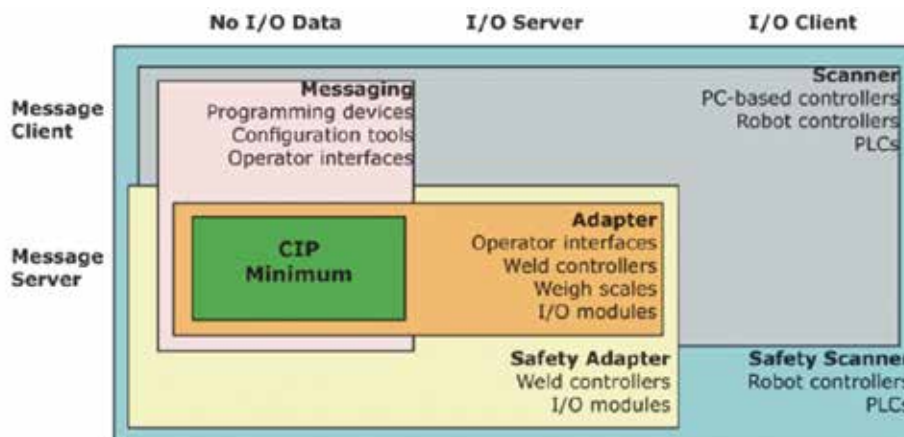 No I/O Data
I/O Server
I/O Client
Message
Client
Messaging
Programming devices
Configuration tools
Operator interfaces
Scanner
PC-based controllers
Robot controllers
PLCs
Message
Server
CIP
Minimum
Adapter
Operator interfaces
Weld controllers
Weigh scales
I/O modules
Safety Adapter
Weld controllers
I/O modules
Safety Scanner
Robot controllers
PLCs